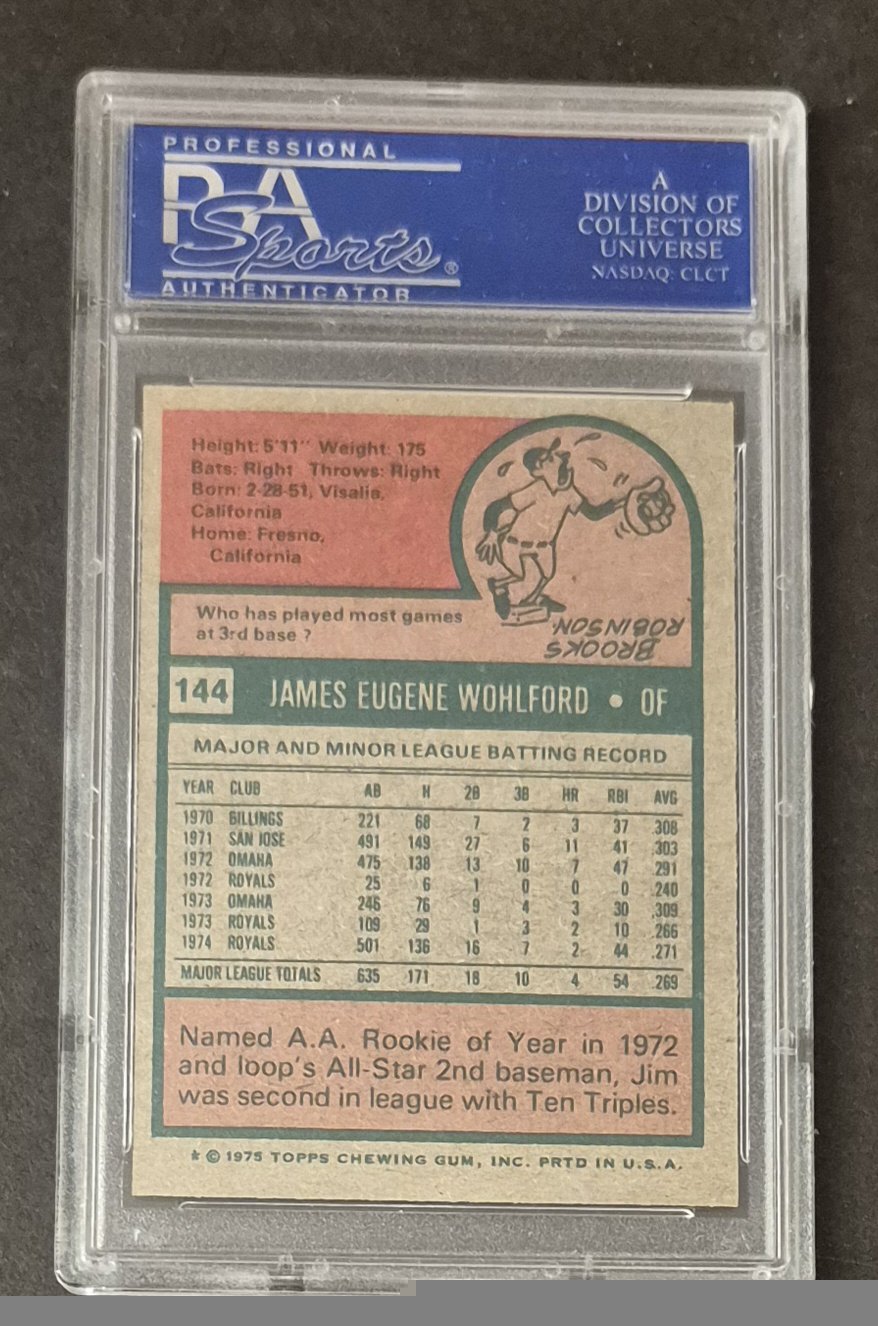 PROFESSIONAL
PSA
Sports®
AUTHENTICATOR
A
DIVISION OF
COLLECTORS
UNIVERSE
NASDAQ: CLCT
Height: 5'11" Weight: 175
Bats: Right Throws: Right
Born: 2-28-51, Visalia,
California
Home: Fresno,
California
Who has played most games
at 3rd base ?
BROOKS
ROBINSON
144 JAMES EUGENE WOHLFORD • OF
MAJOR AND MINOR LEAGUE BATTING RECORD
YEAR CLUB AB H 2B 3B HR RBI AVG
1970 BILLINGS 221 68 7 2 3 37 .308
1971 SAN JOSE 491 149 27 6 11 41 .303
1972 OMAHA 475 138 13 10 7 47 .291
1972 ROYALS 25 6 1 0 0 0 .240
1973 OMAHA 246 76 9 4 3 30 .309
1973 ROYALS 109 29 1 3 2 10 .266
1974 ROYALS 501 136 16 7 2 44 .271
MAJOR LEAGUE TOTALS 635 171 18 10 4 54 .269
Named A.A. Rookie of Year in 1972
and loop's All-Star 2nd baseman, Jim
was second in league with Ten Triples.
* © 1975 TOPPS CHEWING GUM, INC. PRTD IN U.S.A.